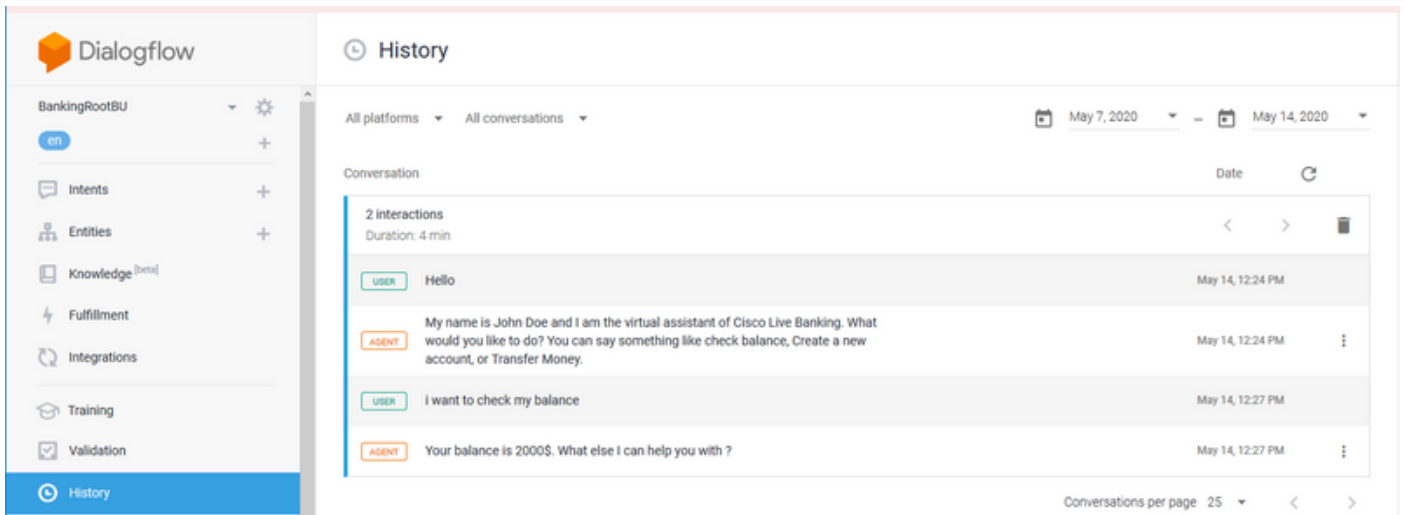 Dialogflow
BankingRootBU
en
Intents
Entities
Knowledge [beta]
Fulfillment
Integrations
Training
Validation
History
History
All platforms All conversations May 7, 2020 – May 14, 2020
Conversation Date
2 interactions
Duration: 4 min
USER Hello May 14, 12:24 PM
My name is John Doe and I am the virtual assistant of Cisco Live Banking. What
AGENT would you like to do? You can say something like check balance, Create a new May 14, 12:24 PM
account, or Transfer Money.
USER i want to check my balance May 14, 12:27 PM
AGENT Your balance is 2000$. What else I can help you with ? May 14, 12:27 PM
Conversations per page 25